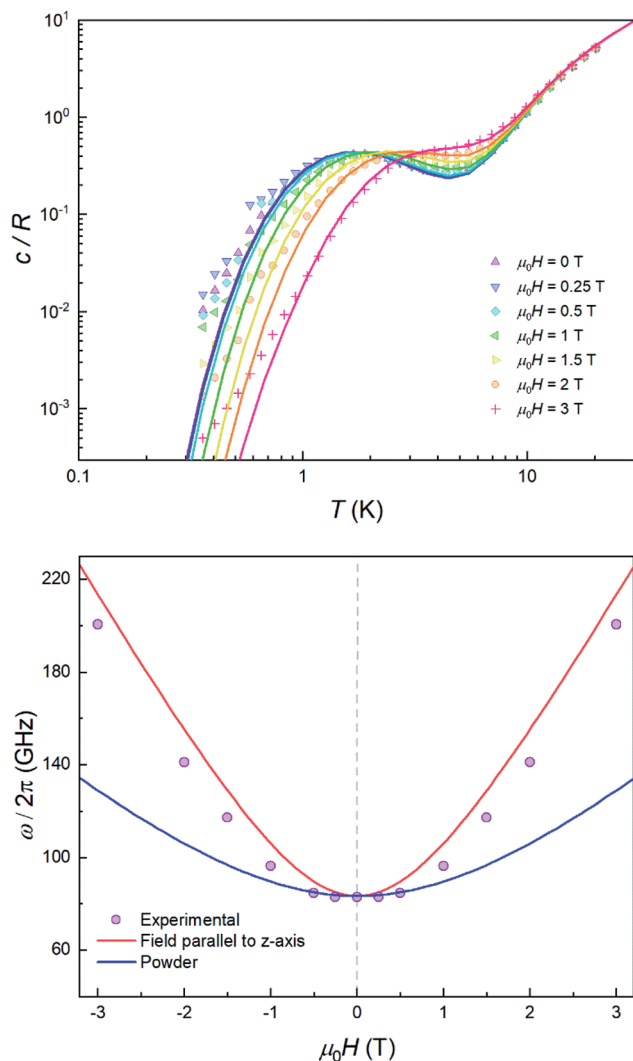 10¹
10⁰
10⁻¹
10⁻²
10⁻³
c / R
μ₀H = 0 T
μ₀H = 0.25 T
μ₀H = 0.5 T
μ₀H = 1 T
μ₀H = 1.5 T
μ₀H = 2 T
μ₀H = 3 T
0.1
1
10
T (K)
220
180
140
100
60
ω / 2π (GHz)
Experimental
Field parallel to z-axis
Powder
-3
-2
-1
0
1
2
3
μ₀H (T)